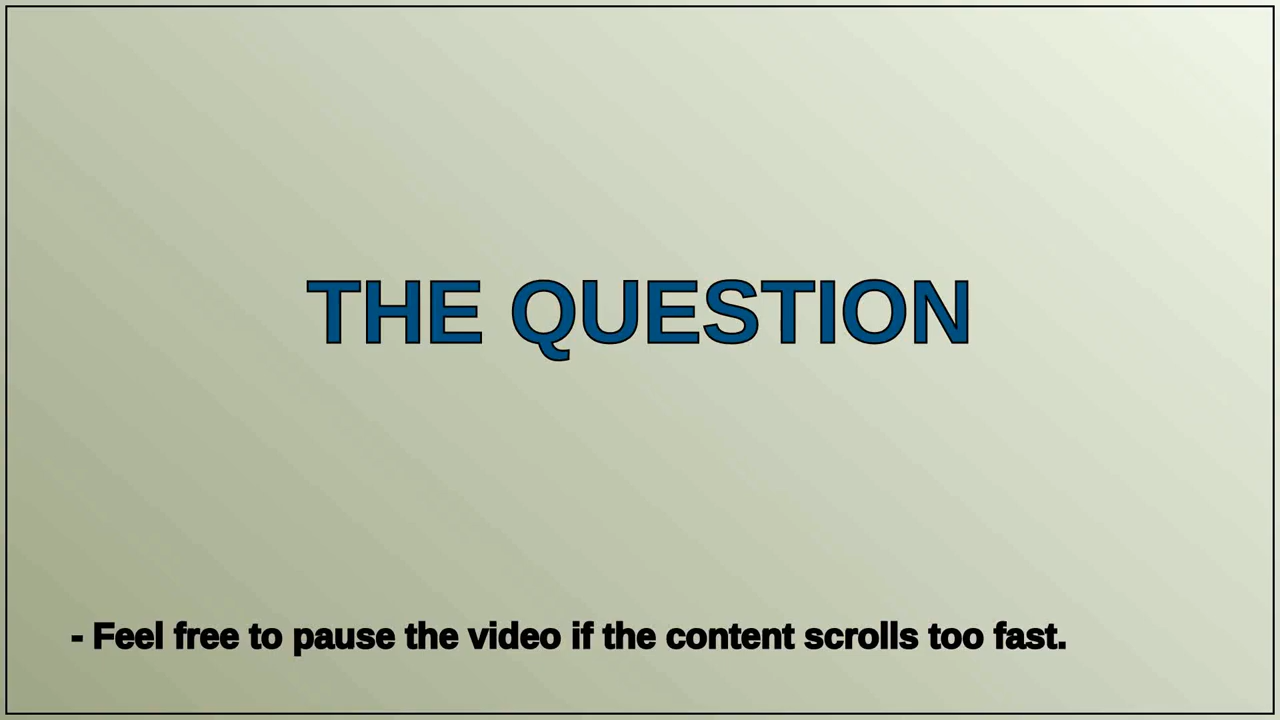 THE QUESTION
- Feel free to pause the video if the content scrolls too fast.